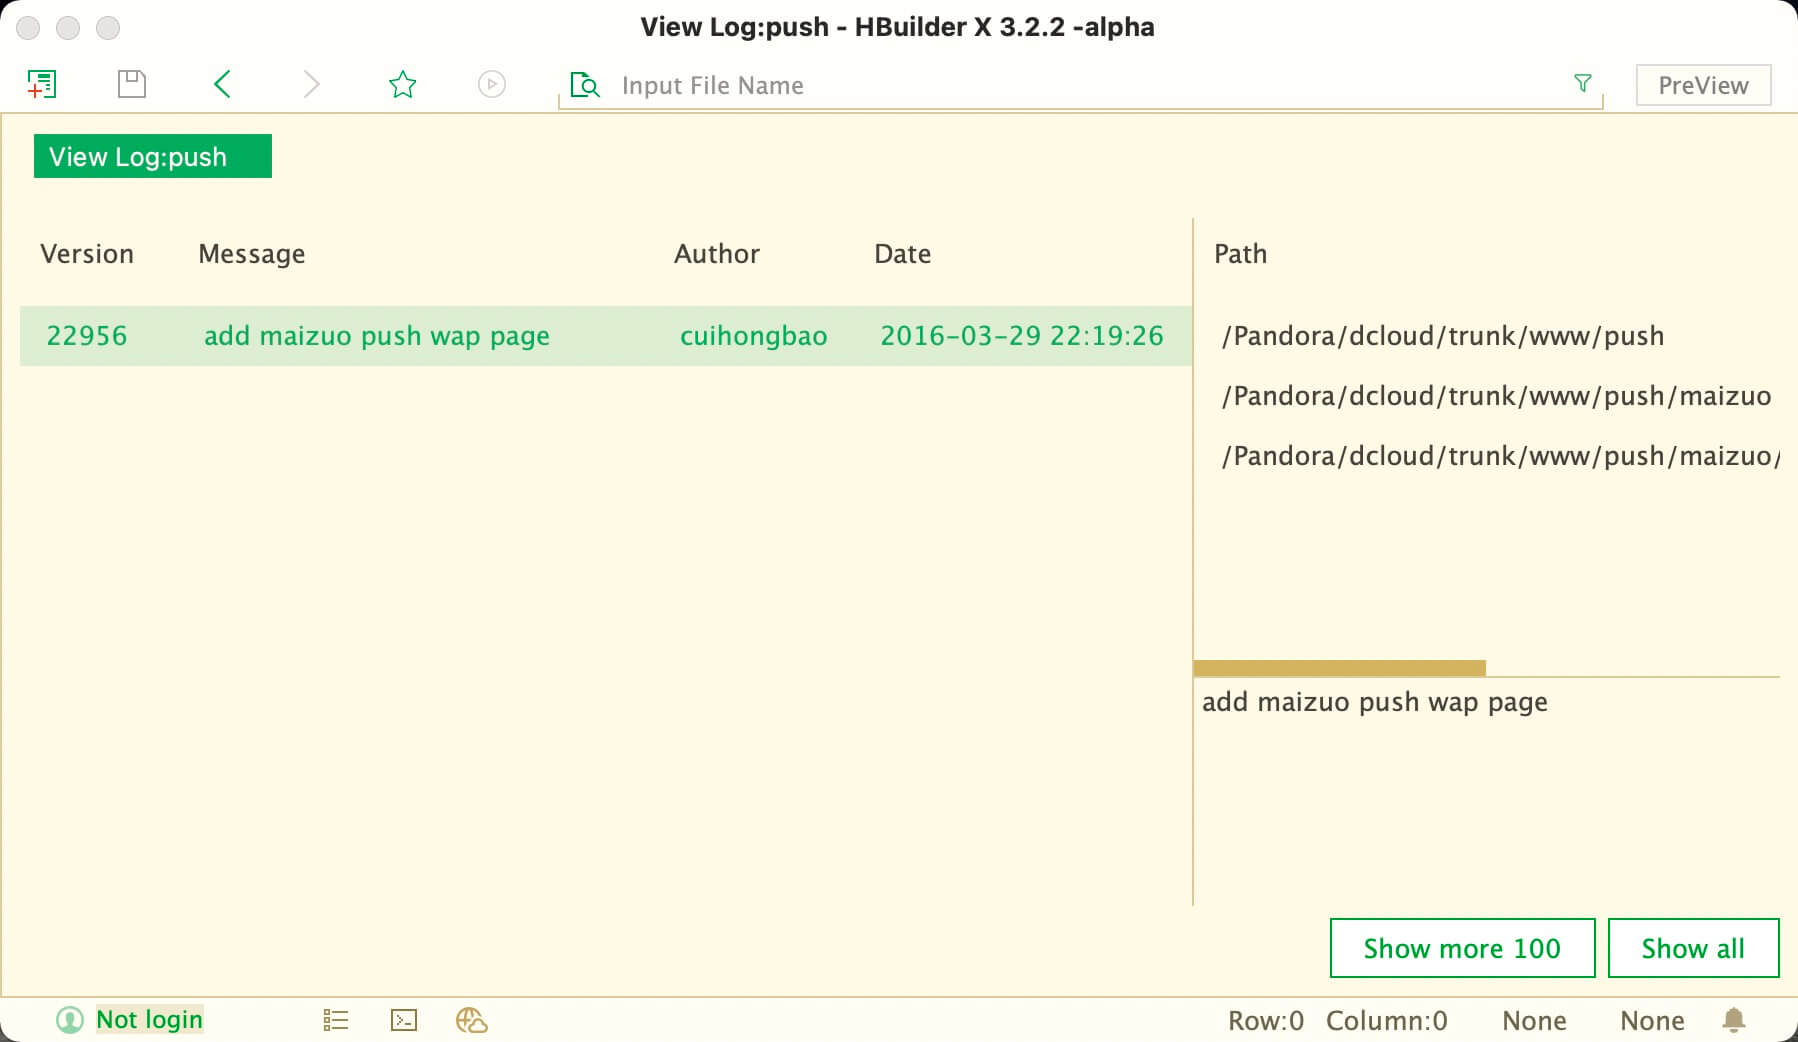 View Log:push - HBuilder X 3.2.2 -alpha
Input File Name
PreView
View Log:push
Version Message Author Date Path
22956 add maizuo push wap page cuihongbao 2016-03-29 22:19:26
/Pandora/dcloud/trunk/www/push
/Pandora/dcloud/trunk/www/push/maizuo
/Pandora/dcloud/trunk/www/push/maizuo/
add maizuo push wap page
Show more 100 Show all
Not login Row:0 Column:0 None None